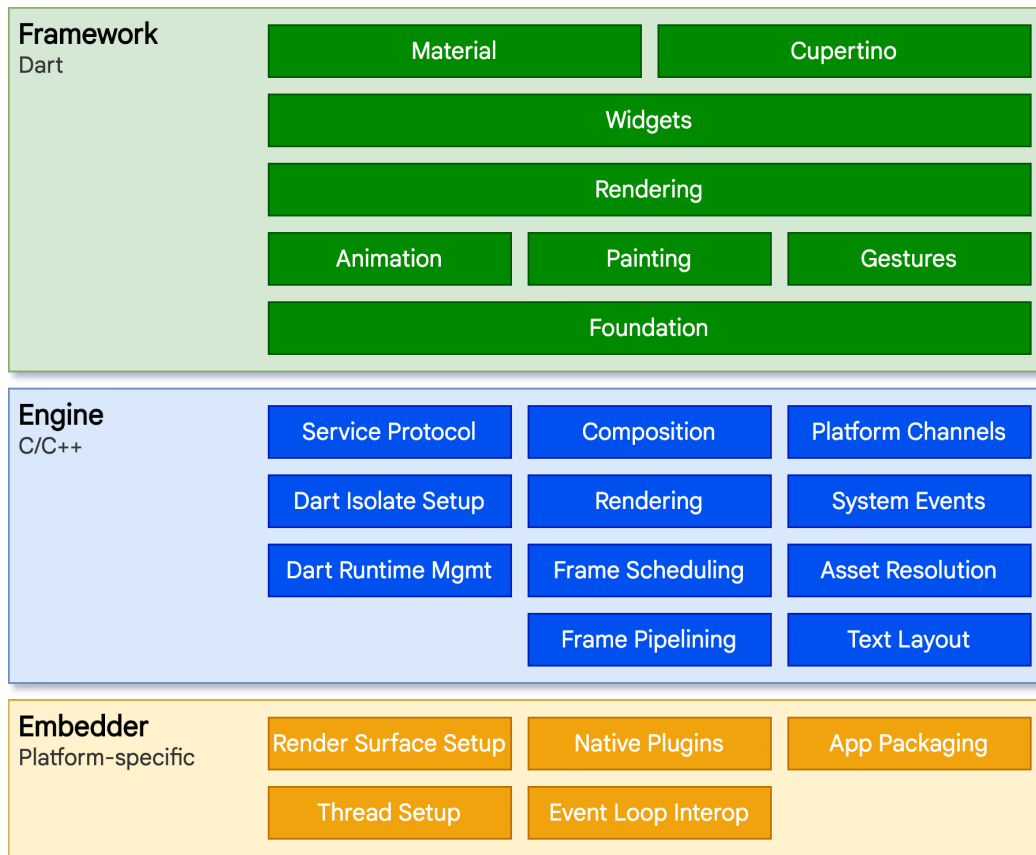 Framework
Dart
Material
Cupertino
Widgets
Rendering
Animation
Painting
Gestures
Foundation
Engine
C/C++
Service Protocol
Composition
Platform Channels
Dart Isolate Setup
Rendering
System Events
Dart Runtime Mgmt
Frame Scheduling
Asset Resolution
Frame Pipelining
Text Layout
Embedder
Platform-specific
Render Surface Setup
Native Plugins
App Packaging
Thread Setup
Event Loop Interop